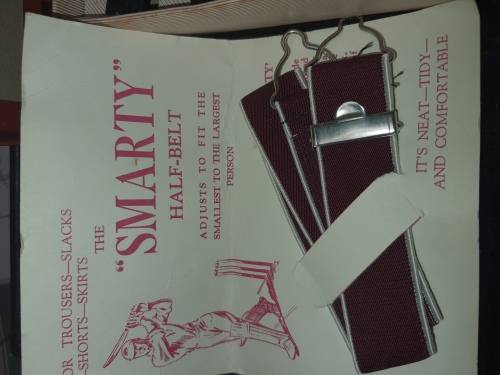 OR TROUSERS—SLACKS
—SHORTS—SKIRTS
THE
“SMARTY”
HALF-BELT
ADJUSTS TO FIT THE
SMALLEST TO THE LARGEST
PERSON
IT'S NEAT—TIDY—
AND COMFORTABLE